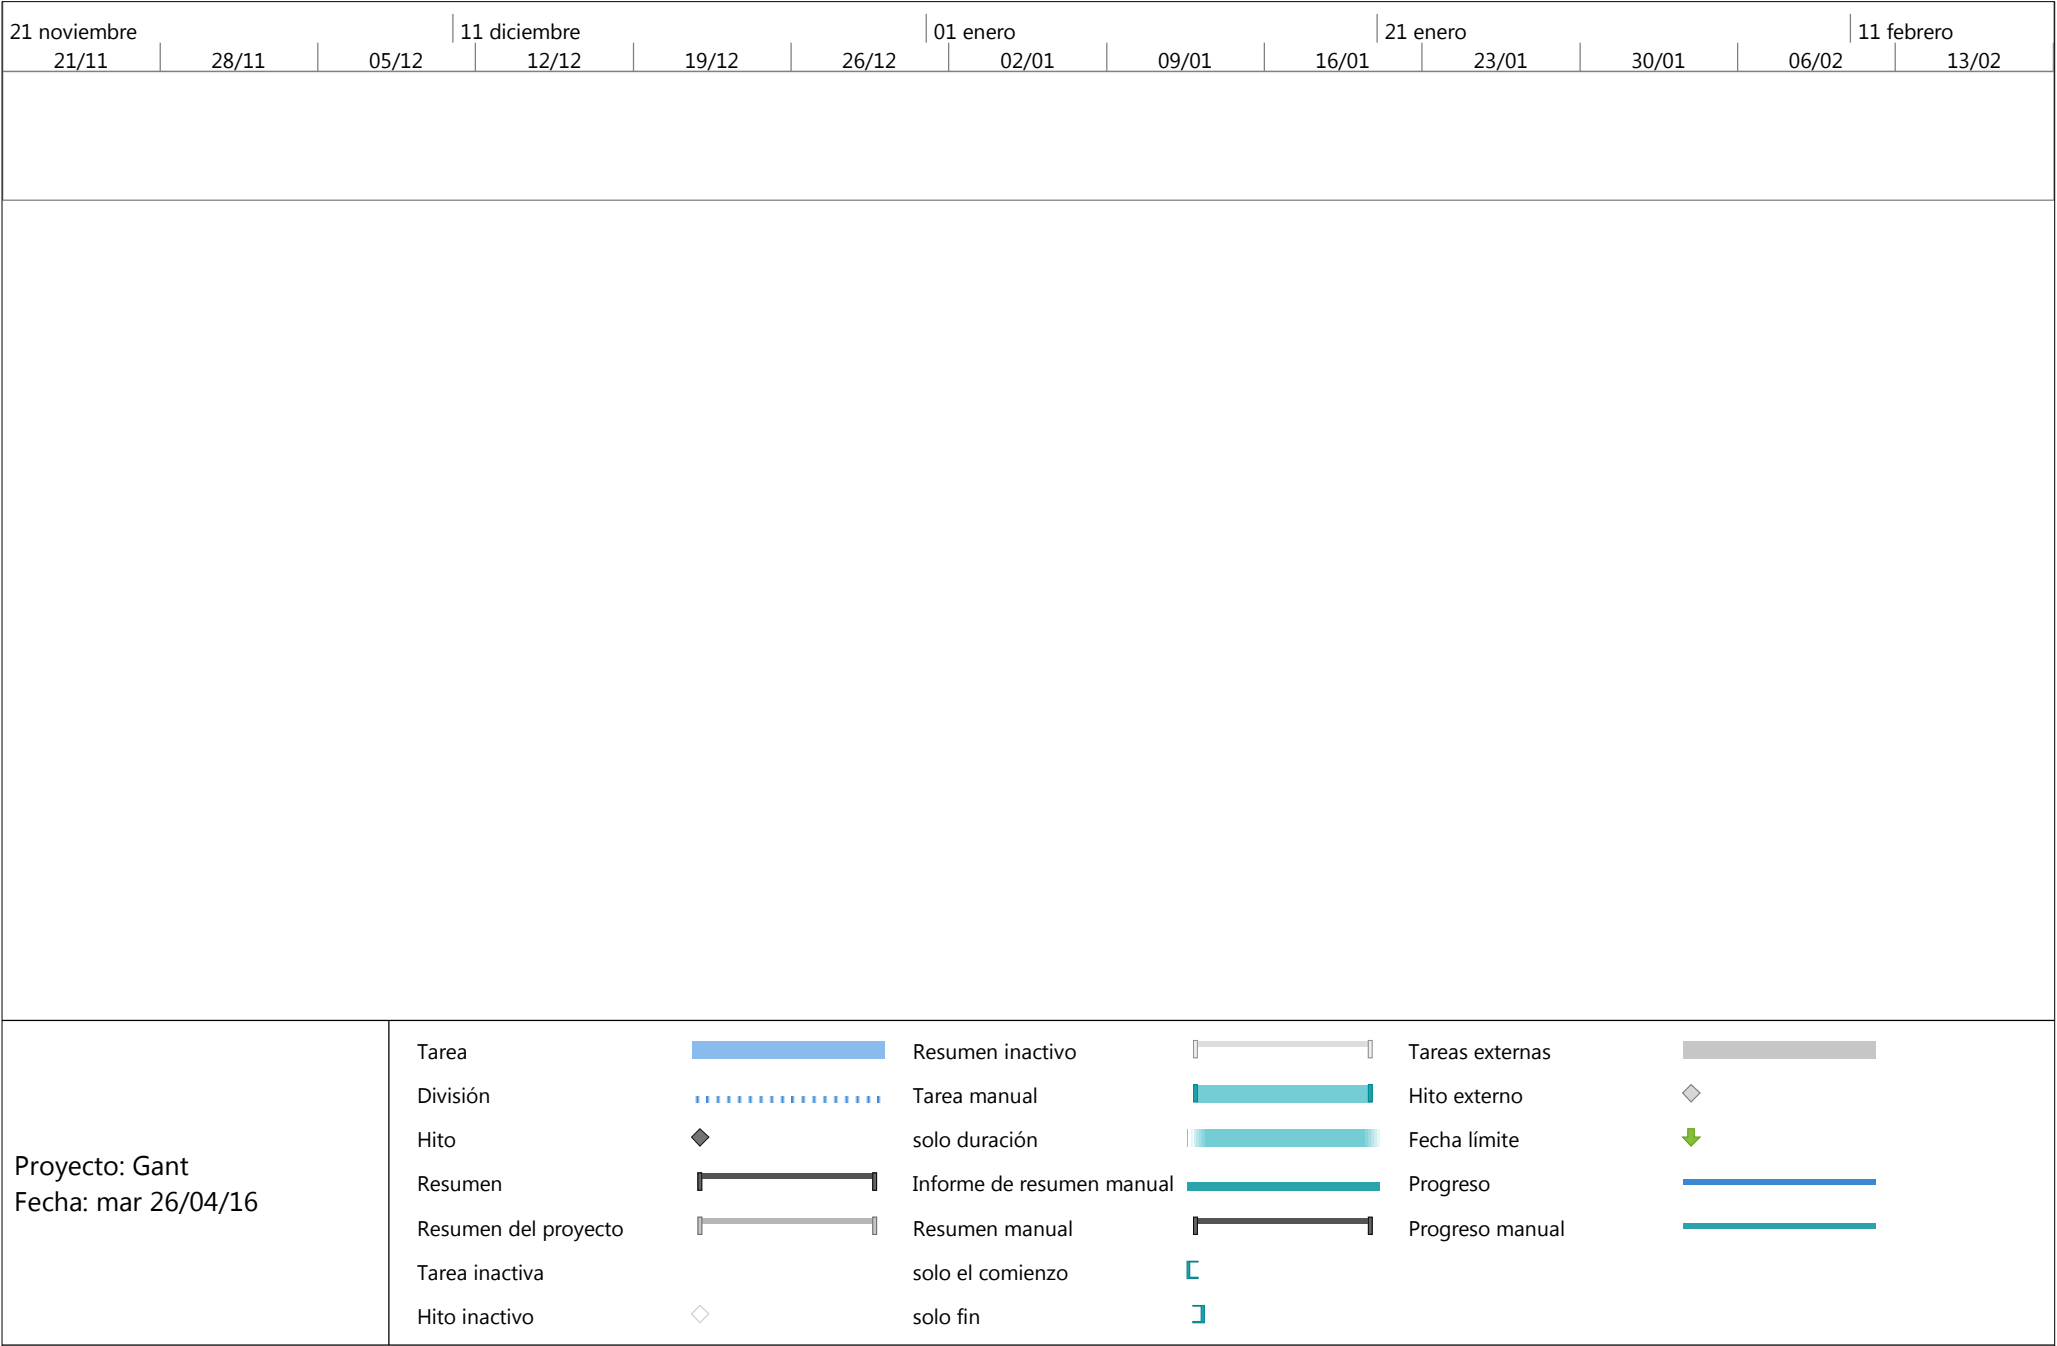 21 noviembre 11 diciembre 01 enero 21 enero 11 febrero
21/11 28/11 05/12 12/12 19/12 26/12 02/01 09/01 16/01 23/01 30/01 06/02 13/02
Proyecto: Gant
Fecha: mar 26/04/16
Tarea
División
Hito
Resumen
Resumen del proyecto
Tarea inactiva
Hito inactivo
Resumen inactivo
Tarea manual
solo duración
Informe de resumen manual
Resumen manual
solo el comienzo
solo fin
Tareas externas
Hito externo
Fecha límite
Progreso
Progreso manual